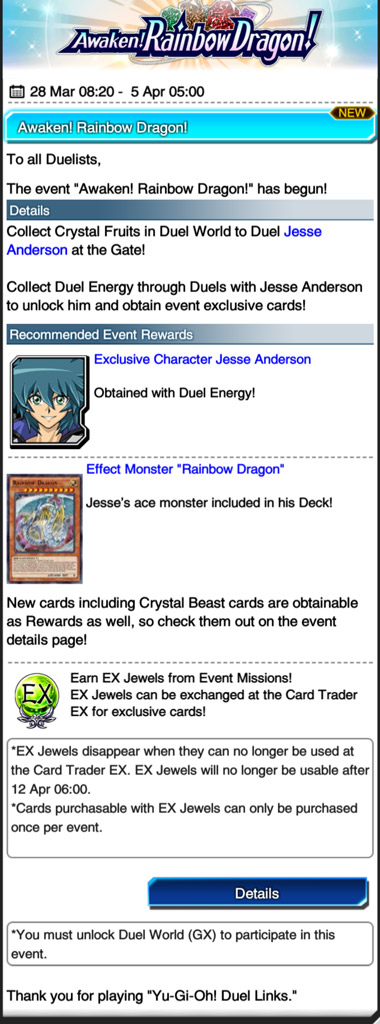 Awaken! Rainbow Dragon!
28 Mar 08:20 - 5 Apr 05:00
NEW
Awaken! Rainbow Dragon!
To all Duelists,
The event "Awaken! Rainbow Dragon!" has begun!
Details
Collect Crystal Fruits in Duel World to Duel Jesse
Anderson at the Gate!
Collect Duel Energy through Duels with Jesse Anderson
to unlock him and obtain event exclusive cards!
Recommended Event Rewards
Exclusive Character Jesse Anderson
Obtained with Duel Energy!
Effect Monster "Rainbow Dragon"
Rainbow Dragon
Jesse's ace monster included in his Deck!
New cards including Crystal Beast cards are obtainable
as Rewards as well, so check them out on the event
details page!
EX
Earn EX Jewels from Event Missions!
EX Jewels can be exchanged at the Card Trader
EX for exclusive cards!
*EX Jewels disappear when they can no longer be used at
the Card Trader EX. EX Jewels will no longer be usable after
12 Apr 06:00.
*Cards purchasable with EX Jewels can only be purchased
once per event.
Details
*You must unlock Duel World (GX) to participate in this
event.
Thank you for playing "Yu-Gi-Oh! Duel Links."